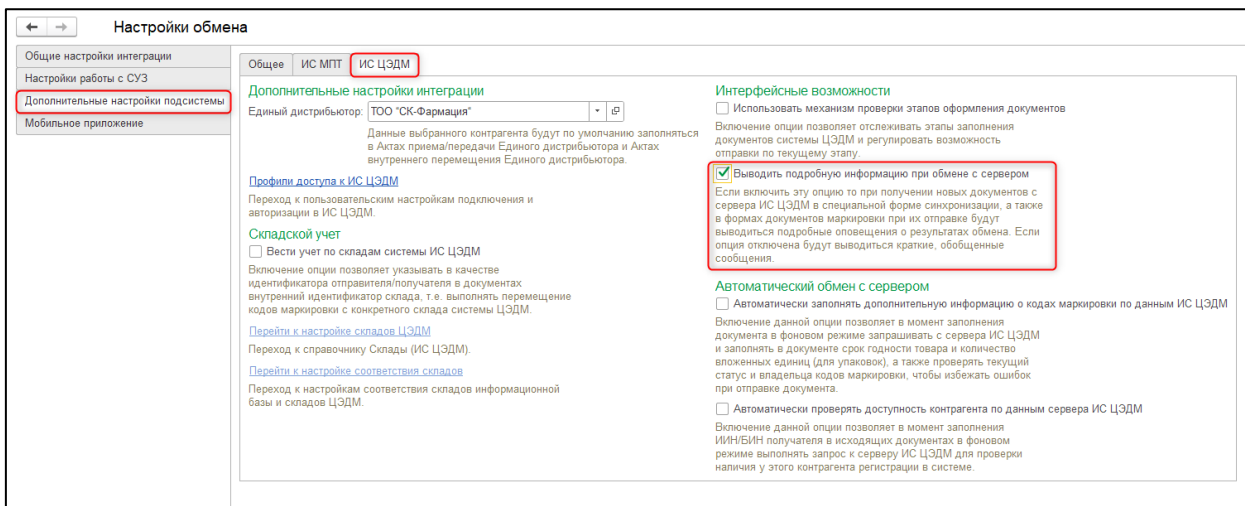 Настройки обмена
Общие настройки интеграции
Настройки работы с СУЗ
Дополнительные настройки подсистемы
Мобильное приложение
Общее
ИС МПТ
ИС ЦЭДМ
Дополнительные настройки интеграции
Единый дистрибьютор: ТОО "СК-Фармация"
Данные выбранного контрагента будут по умолчанию заполняться
в Актах приема/передачи Единого дистрибьютора и Актах
внутреннего перемещения Единого дистрибьютора.
Профили доступа к ИС ЦЭДМ
Переход к пользовательским настройкам подключения и
авторизации в ИС ЦЭДМ.
Складской учет
Вести учет по складам системы ИС ЦЭДМ
Включение опции позволяет указывать в качестве
идентификатора отправителя/получателя в документах
внутренний идентификатор склада, т.е. выполнять перемещение
кодов маркировки с конкретного склада системы ЦЭДМ.
Перейти к настройке складов ЦЭДМ
Переход к справочнику Склады (ИС ЦЭДМ).
Перейти к настройке соответствия складов
Переход к настройкам соответствия складов информационной
базы и складов ЦЭДМ.
Интерфейсные возможности
Использовать механизм проверки этапов оформления документов
Включение опции позволяет отслеживать этапы заполнения
документов системы ЦЭДМ и регулировать возможность
отправки по текущему этапу.
Выводить подробную информацию при обмене с сервером
Если включить эту опцию то при получении новых документов с
сервера ИС ЦЭДМ в специальной форме синхронизации, а также
в формах документов маркировки при их отправке будут
выводиться подробные оповещения о результатах обмена. Если
опция отключена будут выводиться краткие, обобщенные
сообщения.
Автоматический обмен с сервером
Автоматически заполнять дополнительную информацию о кодах маркировки по данным ИС ЦЭДМ
Включение данной опции позволяет в момент заполнения
документа в фоновом режиме запрашивать с сервера ИС ЦЭДМ
и заполнять в документе срок годности товара и количество
вложенных единиц (для упаковок), а также проверять текущий
статус и владельца кодов маркировки, чтобы избежать ошибок
при отправке документа.
Автоматически проверять доступность контрагента по данным сервера ИС ЦЭДМ
Включение данной опции позволяет в момент заполнения
ИИН/БИН получателя в исходящих документах в фоновом
режиме выполнять запрос к серверу ИС ЦЭДМ для проверки
наличия у этого контрагента регистрации в системе.